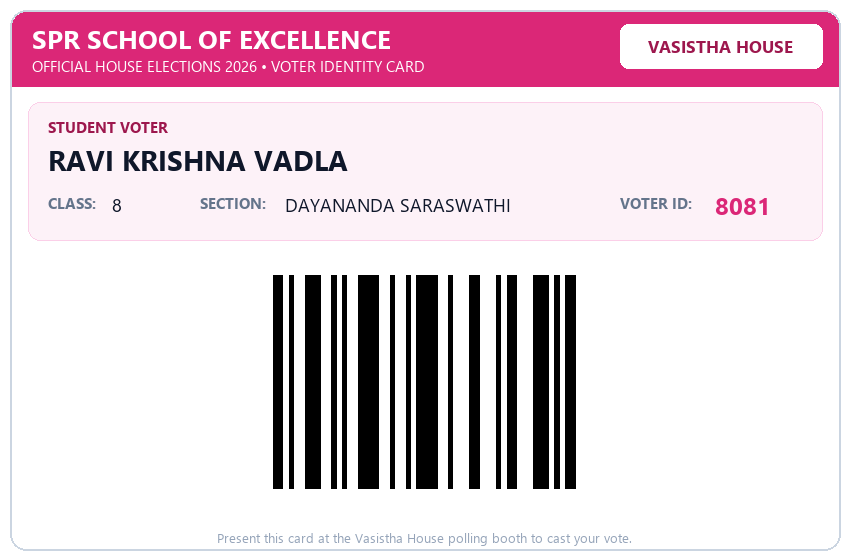 SPR SCHOOL OF EXCELLENCE
OFFICIAL HOUSE ELECTIONS 2026 • VOTER IDENTITY CARD
VASISTHA HOUSE
STUDENT VOTER
RAVI KRISHNA VADLA
CLASS: 8 SECTION: DAYANANDA SARASWATHI VOTER ID: 8081
Present this card at the Vasistha House polling booth to cast your vote.